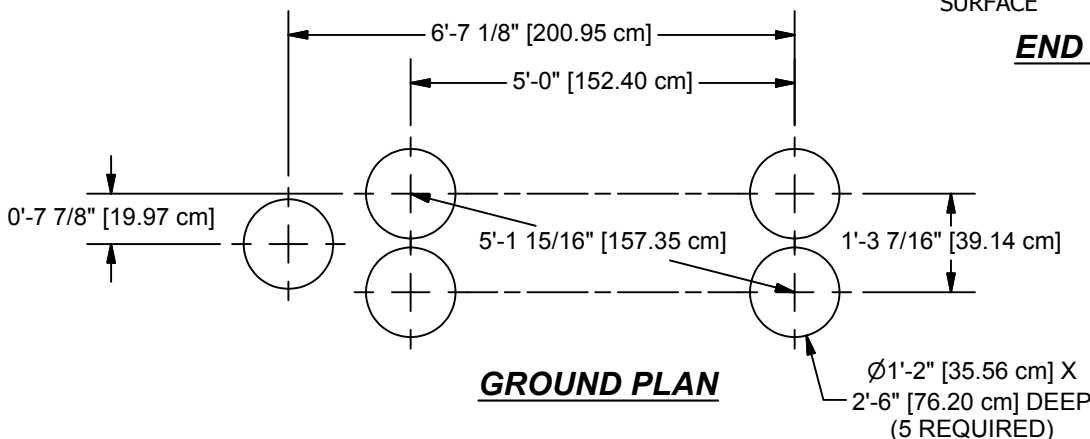 SURFACE
END
6'-7 1/8" [200.95 cm]
5'-0" [152.40 cm]
0'-7 7/8" [19.97 cm]
5'-1 15/16" [157.35 cm]
1'-3 7/16" [39.14 cm]
GROUND PLAN
Ø1'-2" [35.56 cm] X
2'-6" [76.20 cm] DEEP
(5 REQUIRED)